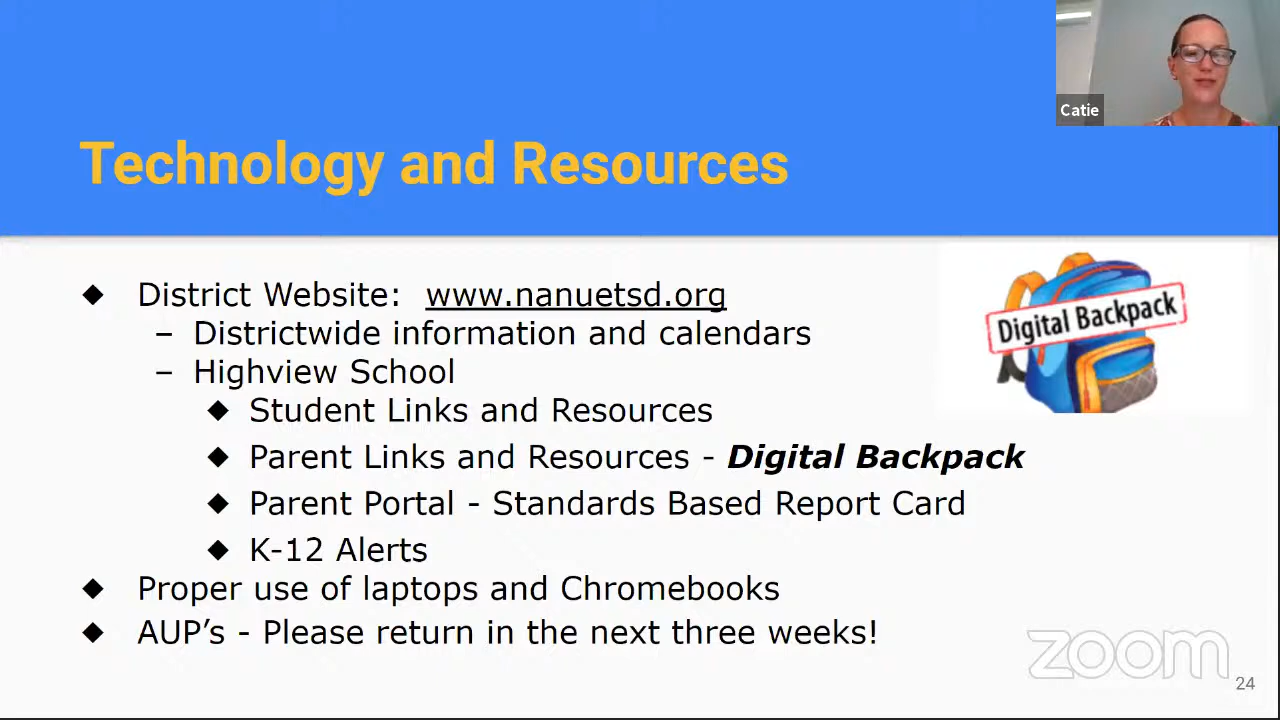 Catie
Technology and Resources
◆ District Website: www.nanuetsd.org
– Districtwide information and calendars
– Highview School
◆ Student Links and Resources
◆ Parent Links and Resources - Digital Backpack
◆ Parent Portal - Standards Based Report Card
◆ K-12 Alerts
◆ Proper use of laptops and Chromebooks
◆ AUP’s - Please return in the next three weeks!
Digital Backpack
zoom
24